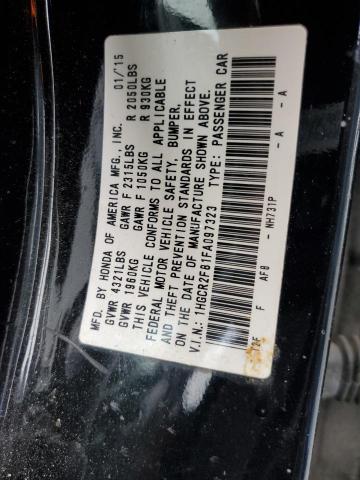 MFD. BY HONDA OF AMERICA MFG., INC. 01/'15
GVWR 4321LBS GAWR F 2315LBS R 2050LBS
GVWR 1960KG GAWR F 1050KG R 930KG
THIS VEHICLE CONFORMS TO ALL APPLICABLE
FEDERAL MOTOR VEHICLE SAFETY, BUMPER,
AND THEFT PREVENTION STANDARDS IN EFFECT
ON THE DATE OF MANUFACTURE SHOWN ABOVE.
V.I.N.: 1HGCR2F81FA097323 TYPE: PASSENGER CAR
F AF8 NH731P - A - A